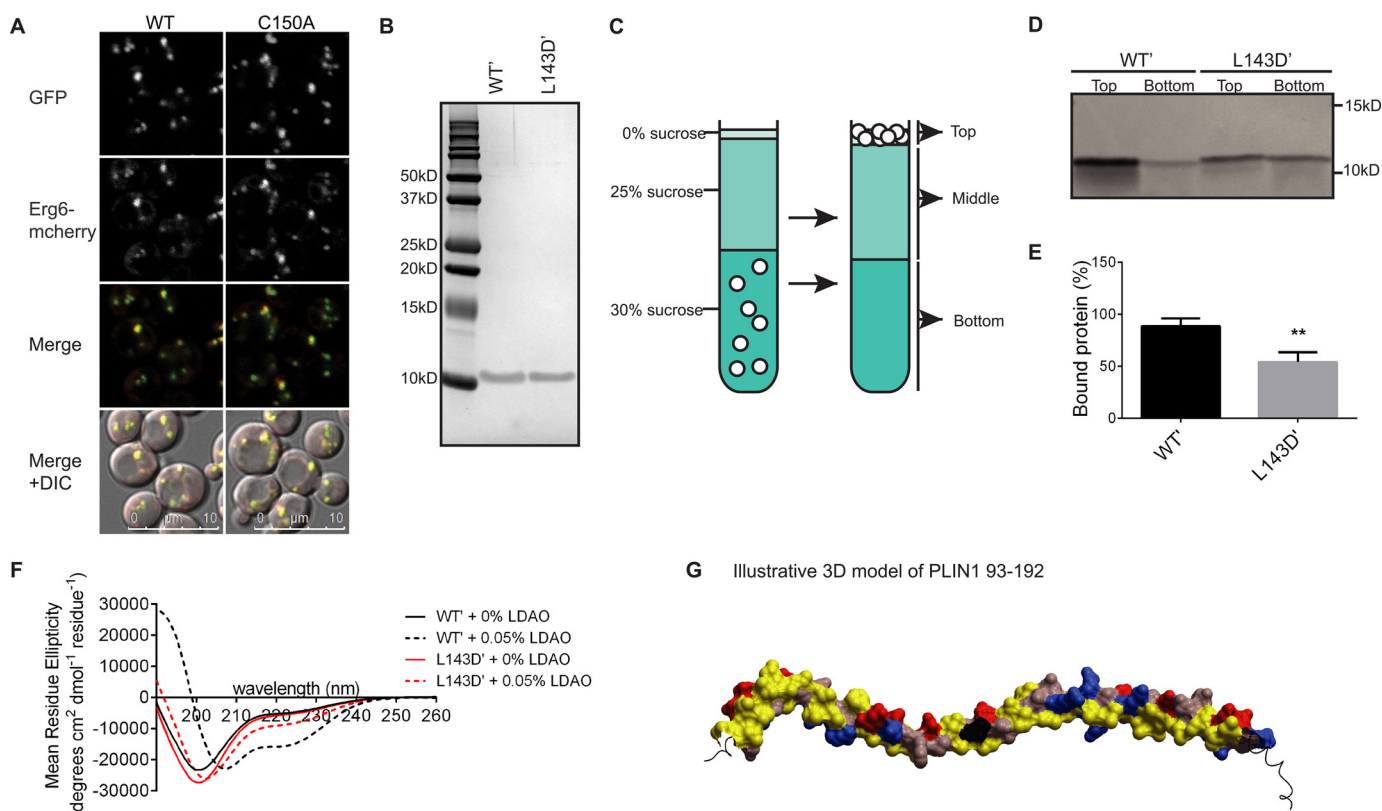 A
WT
C150A
GFP
Erg6-
mcherry
Merge
Merge
+DIC
0 µm 10
0 µm 10
B
WT'
L143D'
50kD
37kD
25kD
20kD
15kD
10kD
C
0% sucrose
25% sucrose
30% sucrose
Top
Middle
Bottom
D
WT'
L143D'
Top
Bottom
Top
Bottom
15kD
10kD
E
Bound protein (%)
150
100
50
0
**
WT'
L143D'
F
Mean Residue Ellipticity
degrees cm² dmol⁻¹ residue⁻¹)
30000
20000
10000
0
-10000
-20000
-30000
wavelength (nm)
200
210
220
230
240
250
260
WT' + 0% LDAO
WT' + 0.05% LDAO
L143D' + 0% LDAO
L143D' + 0.05% LDAO
G
Illustrative 3D model of PLIN1 93-192